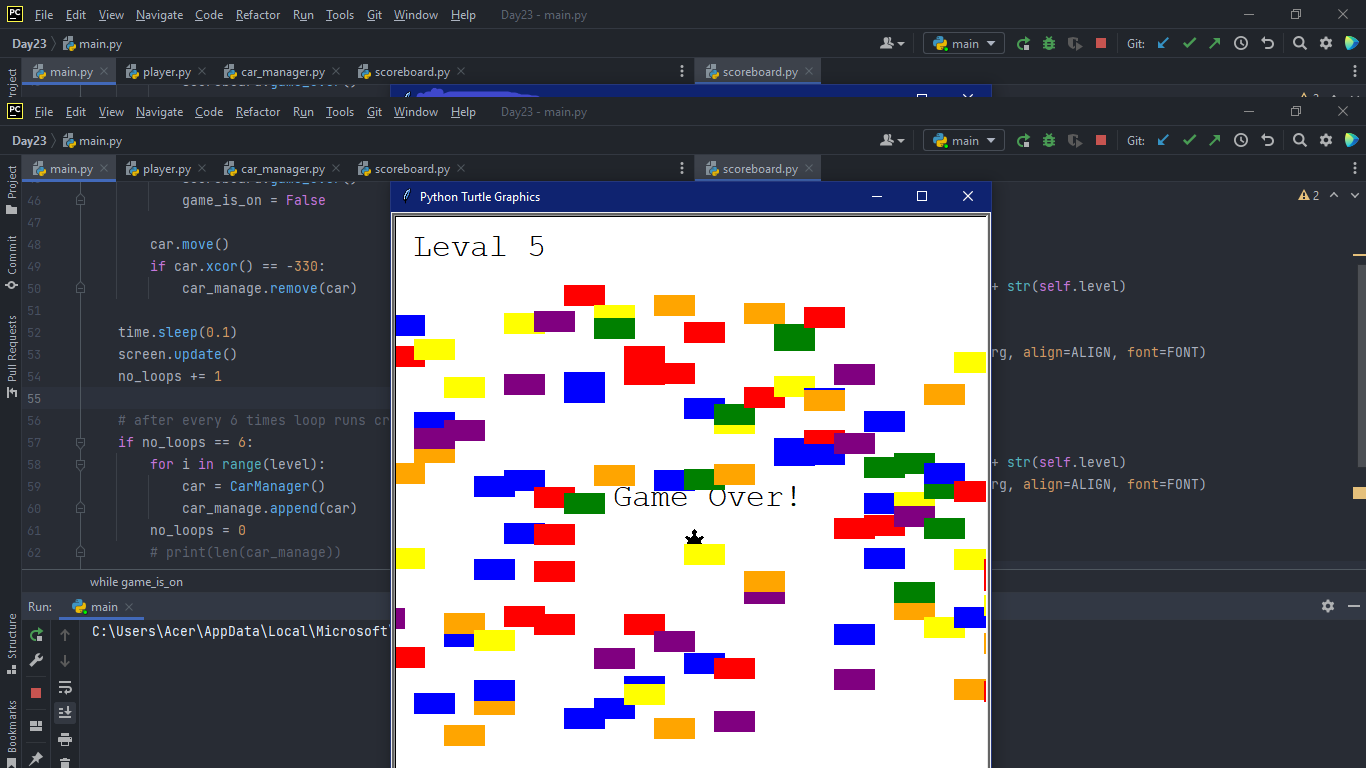 PC File Edit View Navigate Code Refactor Run Tools Git Window Help Day23 - main.py
Day23 main.py main Git:
Project main.py player.py car_manager.py scoreboard.py scoreboard.py
PC File Edit View Navigate Code Refactor Run Tools Git Window Help Day23 - main.py
Day23 main.py main Git:
Project main.py player.py car_manager.py scoreboard.py scoreboard.py
Python Turtle Graphics
46 game_is_on = False 2
47
Leval 5
48 car.move()
Commit
49 if car.xcor() == -330:
50 car_manage.remove(car) + str(self.level)
51
52 time.sleep(0.1)
53 screen.update() rg, align=ALIGN, font=FONT)
Pull Requests
54 no_loops += 1
55
56 # after every 6 times loop runs cr
57 if no_loops == 6:
58 for i in range(level): + str(self.level)
59 car = CarManager() rg, align=ALIGN, font=FONT)
Game Over!
60 car_manage.append(car)
61 no_loops = 0
62 # print(len(car_manage))
while game_is_on
Run: main
C:\Users\Acer\AppData\Local\Microsoft\
Structure
Bookmarks